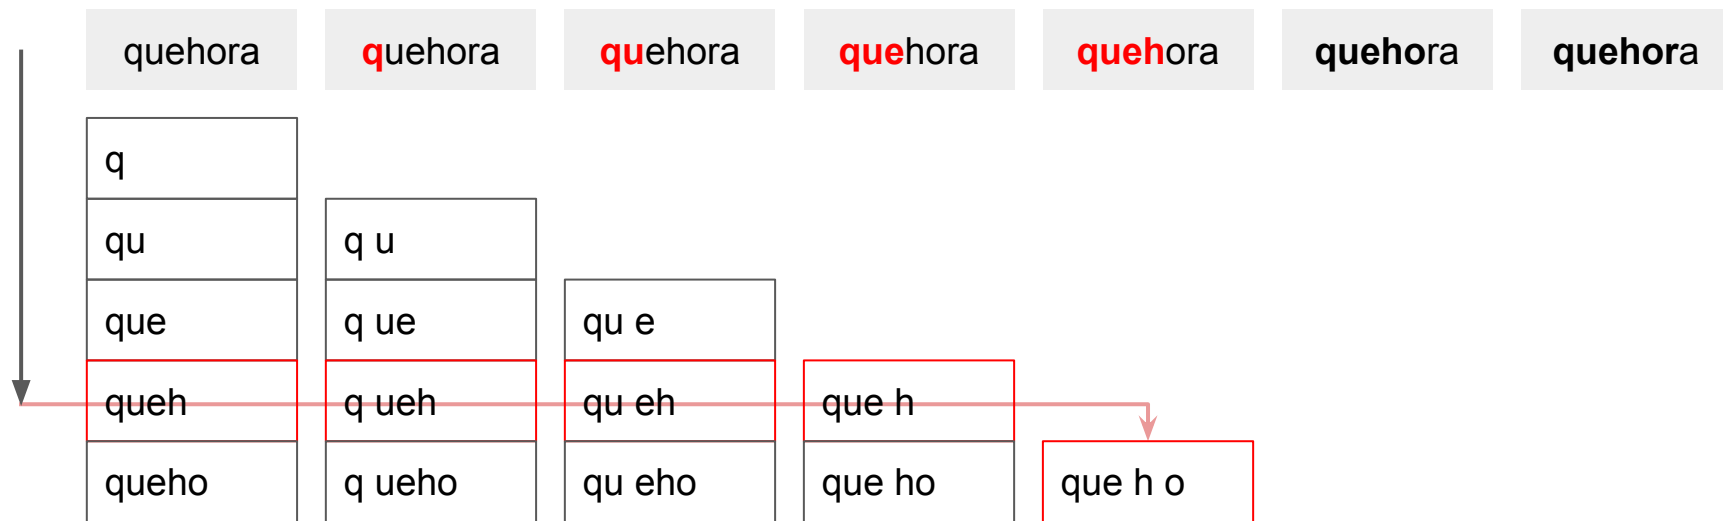 quehora quehora quehora quehora quehora quehora quehora
q
qu q u
que q ue qu e
queh q ueh qu eh que h
queho q ueho qu eho que ho que h o